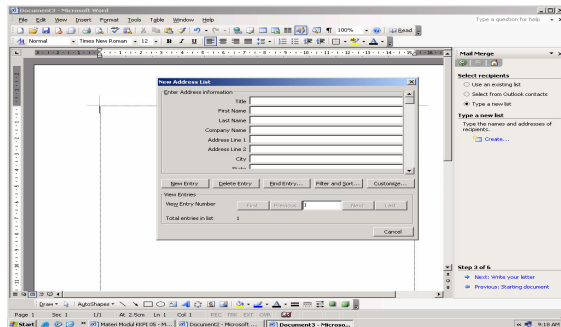 Document3 - Microsoft Word
File Edit View Insert Format Tools Table Window Help Type a question for help
100% Read
Normal Times New Roman 12 B I U
Mail Merge
Select recipients
Use an existing list
Select from Outlook contacts
Type a new list
Type a new list
Type the names and addresses of
recipients.
Create...
New Address List
Enter Address information
Title
First Name
Last Name
Company Name
Address Line 1
Address Line 2
City
State
New Entry Delete Entry Find Entry... Filter and Sort... Customize...
View Entries
View Entry Number First Previous 1 Next Last
Total entries in list 1
Cancel
Step 3 of 6
Next: Write your letter
Previous: Starting document
Draw AutoShapes
Page 1 Sec 1 1/1 At 2.5cm Ln 1 Col 1 REC TRK EXT OVR
Start Materi Modul KKPI 05 - M... Document2 - Microsoft ... Document3 - Microso... 9:18 AM